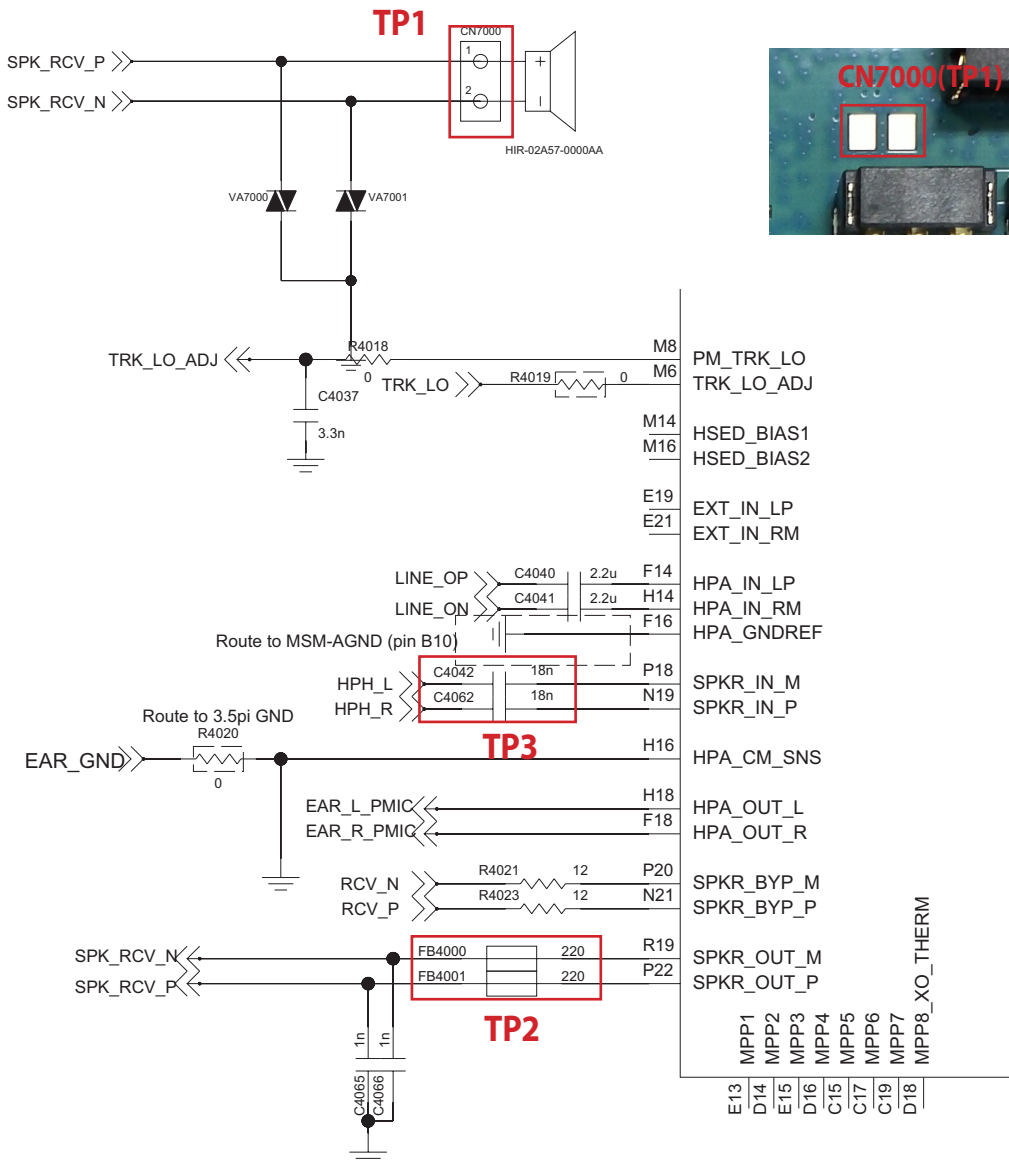 TP1
CN7000
SPK_RCV_P
1
+
SPK_RCV_N
2
–
HIR-02A57-0000AA
CN7000(TP1)
VA7000
VA7001
TRK_LO_ADJ
R4018
0
M8
PM_TRK_LO
TRK_LO
R4019
0
M6
TRK_LO_ADJ
C4037
3.3n
M14
HSED_BIAS1
M16
HSED_BIAS2
E19
EXT_IN_LP
E21
EXT_IN_RM
LINE_OP
C4040
2.2u
F14
HPA_IN_LP
LINE_ON
C4041
2.2u
H14
HPA_IN_RM
F16
HPA_GNDREF
Route to MSM-AGND (pin B10)
HPH_L
C4042
18n
P18
SPKR_IN_M
HPH_R
C4062
18n
N19
SPKR_IN_P
TP3
Route to 3.5pi GND
R4020
EAR_GND
0
H16
HPA_CM_SNS
EAR_L_PMIC
H18
HPA_OUT_L
EAR_R_PMIC
F18
HPA_OUT_R
RCV_N
R4021
12
P20
SPKR_BYP_M
RCV_P
R4023
12
N21
SPKR_BYP_P
SPK_RCV_N
FB4000
220
R19
SPKR_OUT_M
SPK_RCV_P
FB4001
220
P22
SPKR_OUT_P
TP2
1n
1n
C4065
C4066
MPP1
MPP2
MPP3
MPP4
MPP5
MPP6
MPP7
MPP8_XO_THERM
E13
D14
E15
D16
C15
C17
C19
D18